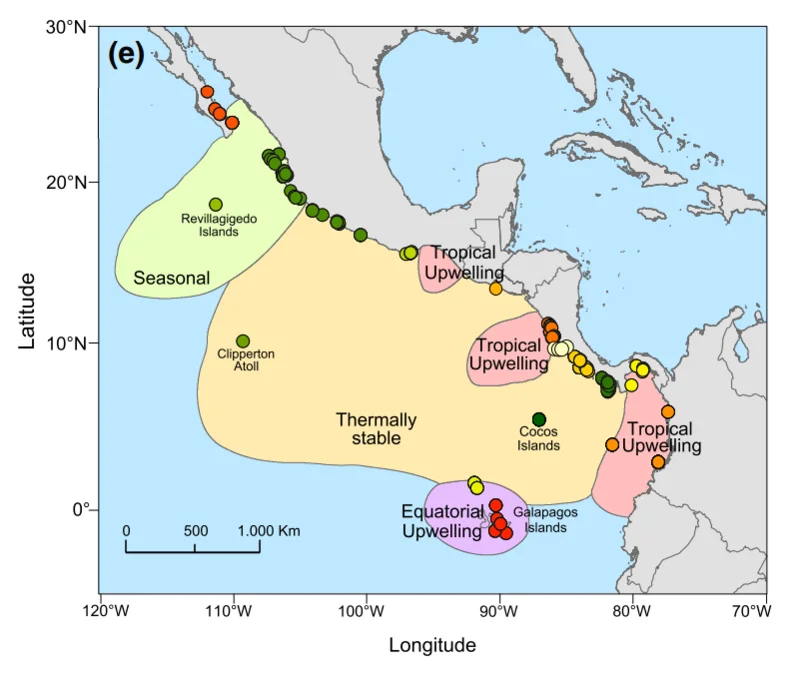 (e)
30°N
20°N
10°N
0°
Latitude
Revillagigedo
Islands
Seasonal
Tropical
Upwelling
Clipperton
Atoll
Tropical
Upwelling
Thermally
stable
Cocos
Islands
Tropical
Upwelling
Equatorial
Upwelling
Galapagos
Islands
0 500 1.000 Km
120°W 110°W 100°W 90°W 80°W 70°W
Longitude